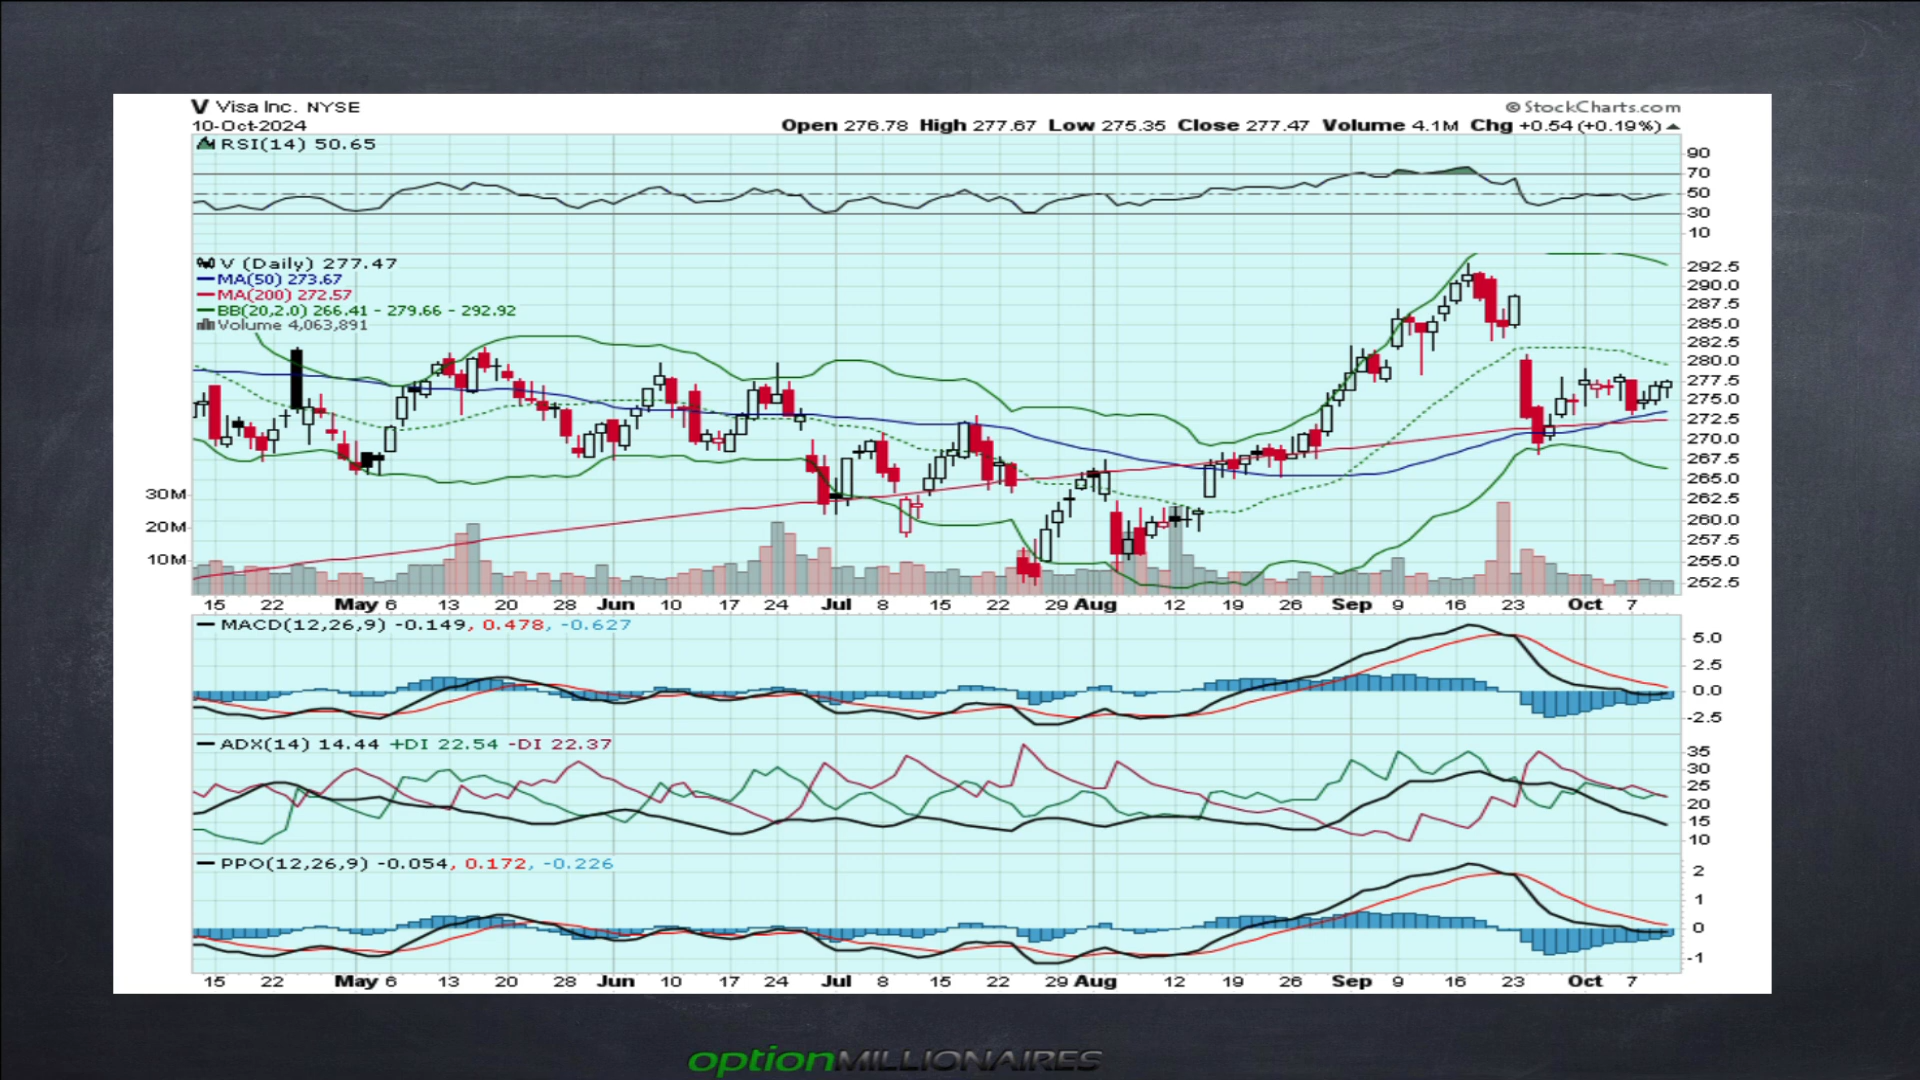 V Visa Inc. NYSE
© StockCharts.com
10-Oct-2024
Open 276.78 High 277.67 Low 275.35 Close 277.47 Volume 4.1M Chg +0.54 (+0.19%)
RSI(14) 50.65
90
70
50
30
10
V (Daily) 277.47
MA(50) 273.67
MA(200) 272.57
BB(20,2.0) 266.41 - 279.66 - 292.92
Volume 4,063,891
292.5
290.0
287.5
285.0
282.5
280.0
277.5
275.0
272.5
270.0
267.5
265.0
262.5
260.0
257.5
255.0
252.5
30M
20M
10M
15 22 May 6 13 20 28 Jun 10 17 24 Jul 8 15 22 29 Aug 12 19 26 Sep 9 16 23 Oct 7
MACD(12,26,9) -0.149, 0.478, -0.627
5.0
2.5
0.0
-2.5
ADX(14) 14.44 +DI 22.54 -DI 22.37
35
30
25
20
15
10
PPO(12,26,9) -0.054, 0.172, -0.226
2
1
0
-1
15 22 May 6 13 20 28 Jun 10 17 24 Jul 8 15 22 29 Aug 12 19 26 Sep 9 16 23 Oct 7
optionMILLIONAIRES